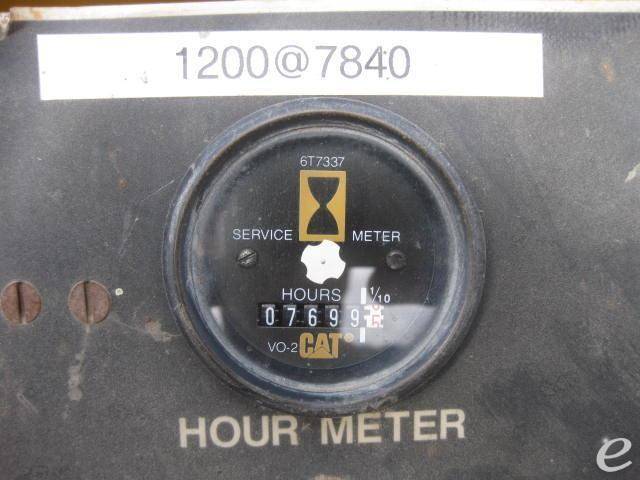 1200@7840
6T7337
SERVICE METER
HOURS 1/10
07699
VO-2 CAT®
HOUR METER
e